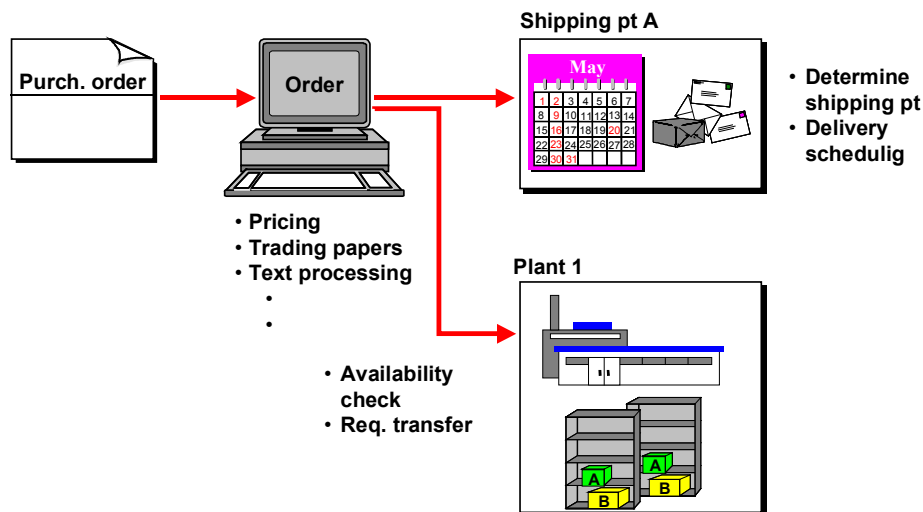 Shipping pt A
Purch. order
Order
May
1 2 3 4 5 6 7
8 9 10 11 12 13 14
15 16 17 18 19 20 21
22 23 24 25 26 27 28
29 30 31
• Determine
shipping pt
• Delivery
schedulig
• Pricing
• Trading papers
• Text processing
•
•
Plant 1
• Availability
check
• Req. transfer
A
B
A
B